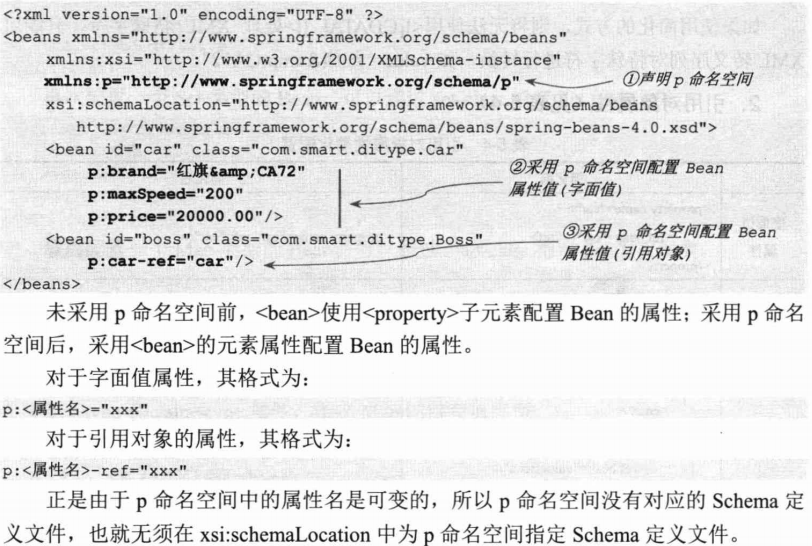 <?xml version="1.0" encoding="UTF-8" ?>
<beans xmlns="http://www.springframework.org/schema/beans"
xmlns:xsi="http://www.w3.org/2001/XMLSchema-instance"
xmlns:p="http://www.springframework.org/schema/p" ①声明 p 命名空间
xsi:schemaLocation="http://www.springframework.org/schema/beans
http://www.springframework.org/schema/beans/spring-beans-4.0.xsd">
<bean id="car" class="com.smart.ditype.Car"
p:brand="红旗&amp;CA72" ②采用 p 命名空间配置 Bean
p:maxSpeed="200" 属性值(字面值)
p:price="20000.00"/>
<bean id="boss" class="com.smart.ditype.Boss" ③采用 p 命名空间配置 Bean
p:car-ref="car"/> 属性值(引用对象)
</beans>
未采用 p 命名空间前，<bean>使用<property>子元素配置 Bean 的属性；采用 p 命名
空间后，采用<bean>的元素属性配置 Bean 的属性。
对于字面值属性，其格式为：
p:<属性名>="xxx"
对于引用对象的属性，其格式为：
p:<属性名>-ref="xxx"
正是由于 p 命名空间中的属性名是可变的，所以 p 命名空间没有对应的 Schema 定
义文件，也就无须在 xsi:schemaLocation 中为 p 命名空间指定 Schema 定义文件。